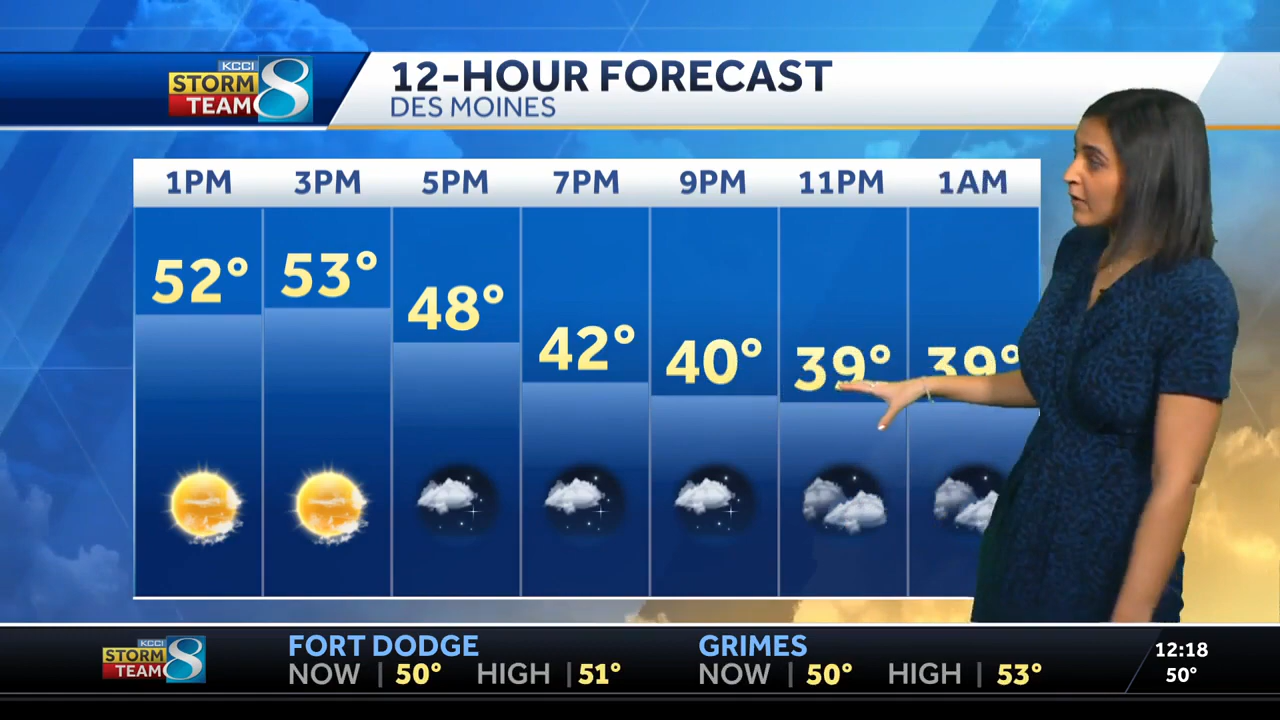 KCCI
STORM
TEAM 8
12-HOUR FORECAST
DES MOINES
1PM 3PM 5PM 7PM 9PM 11PM 1AM
52° 53° 48° 42° 40° 39° 39°
KCCI
STORM
TEAM 8
FORT DODGE
NOW | 50° HIGH | 51°
GRIMES
NOW | 50° HIGH | 53°
12:18
50°